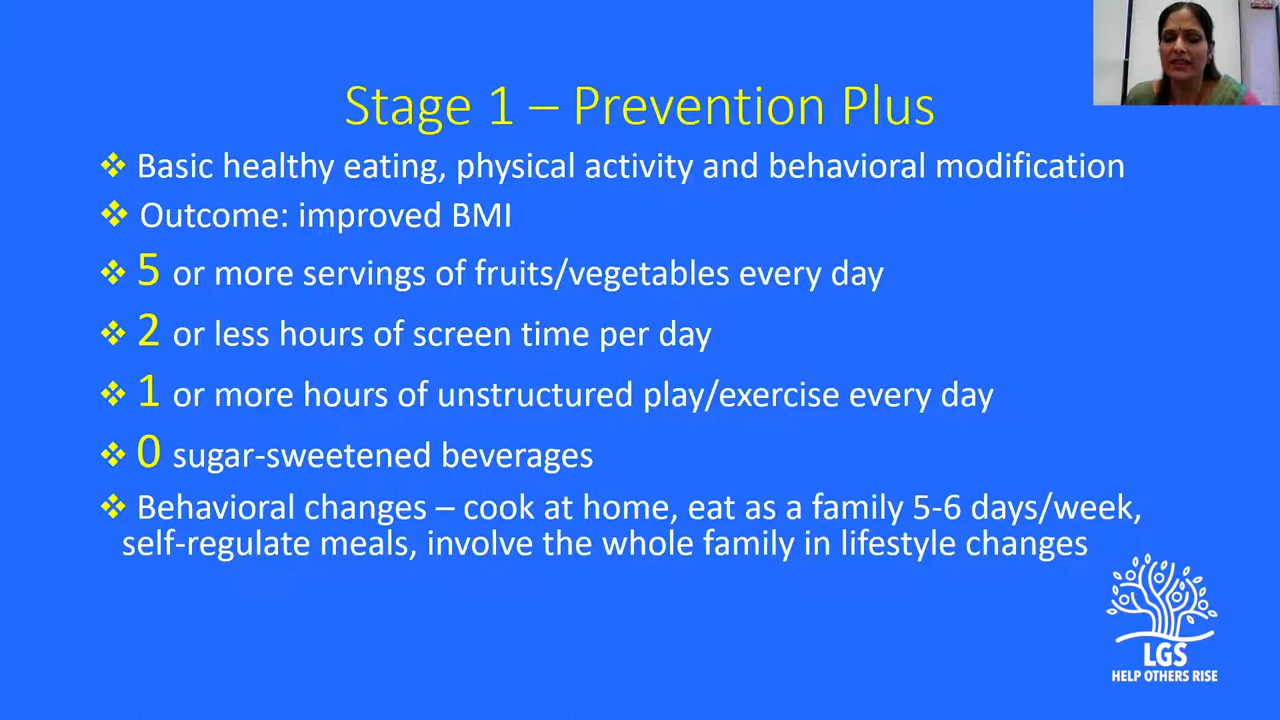 Stage 1 – Prevention Plus
❖ Basic healthy eating, physical activity and behavioral modification
❖ Outcome: improved BMI
❖ 5 or more servings of fruits/vegetables every day
❖ 2 or less hours of screen time per day
❖ 1 or more hours of unstructured play/exercise every day
❖ 0 sugar-sweetened beverages
❖ Behavioral changes – cook at home, eat as a family 5-6 days/week,
self-regulate meals, involve the whole family in lifestyle changes
LGS
HELP OTHERS RISE